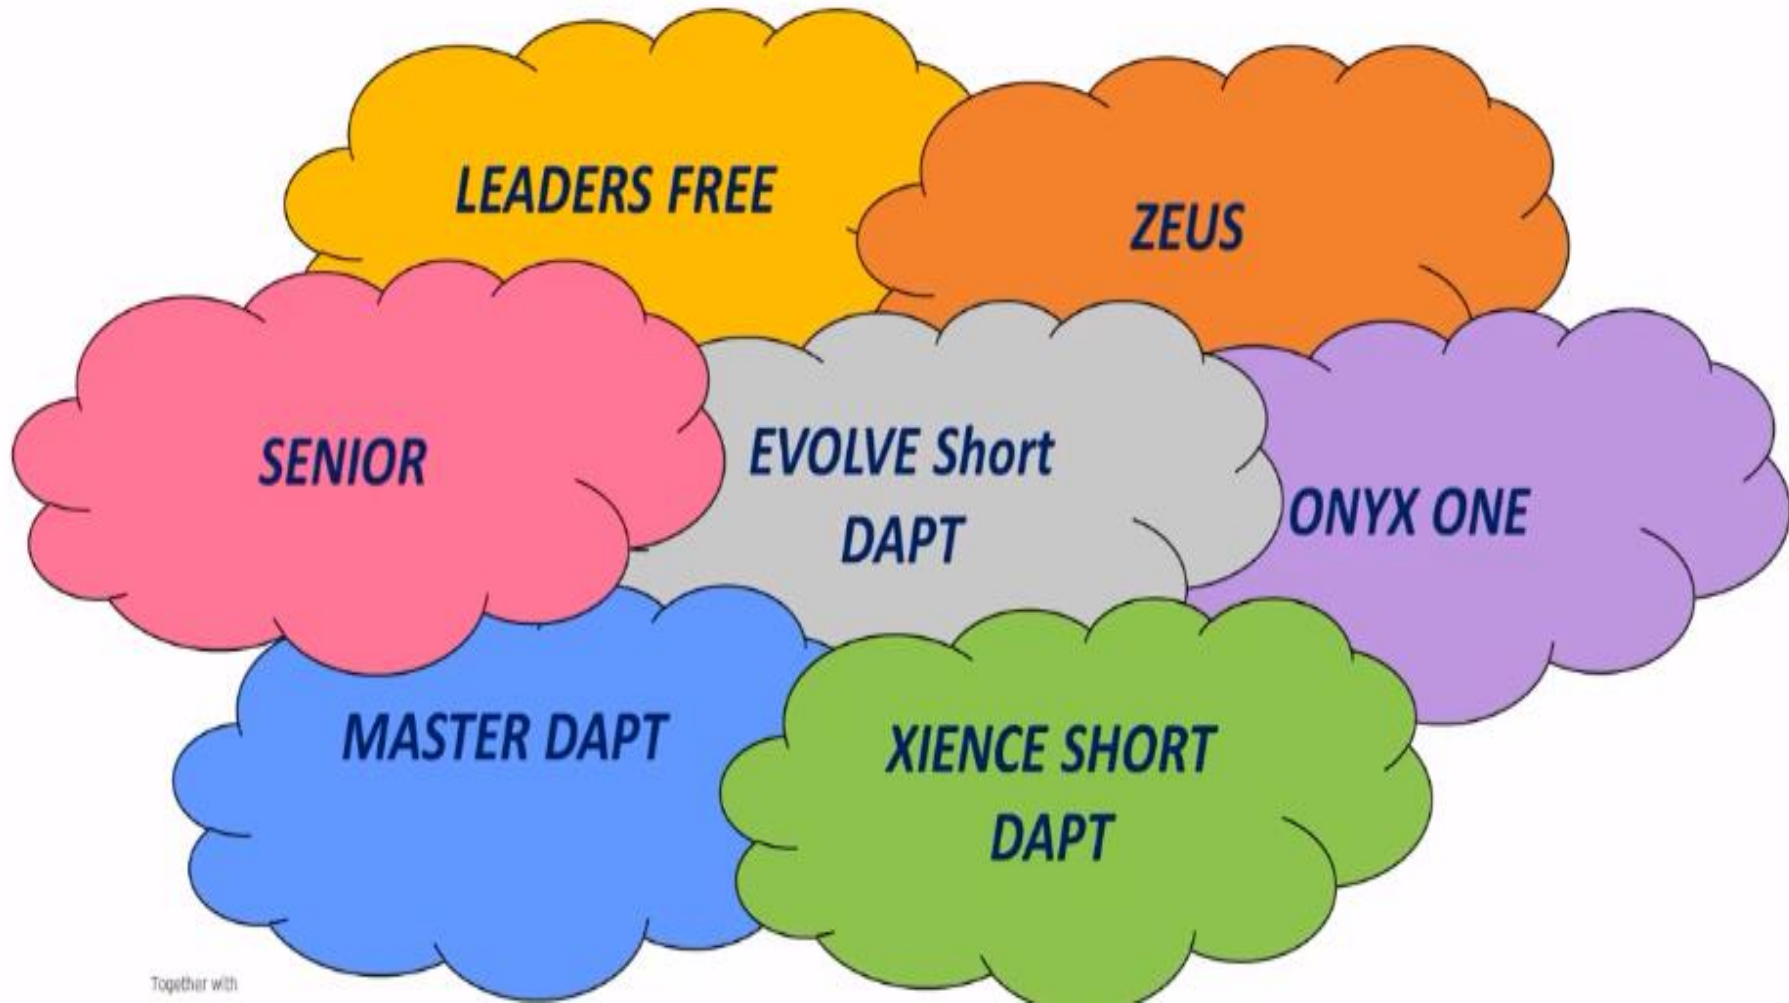 LEADERS FREE
ZEUS
SENIOR
EVOLVE Short
DAPT
ONYX ONE
MASTER DAPT
XIENCE SHORT
DAPT
Together with